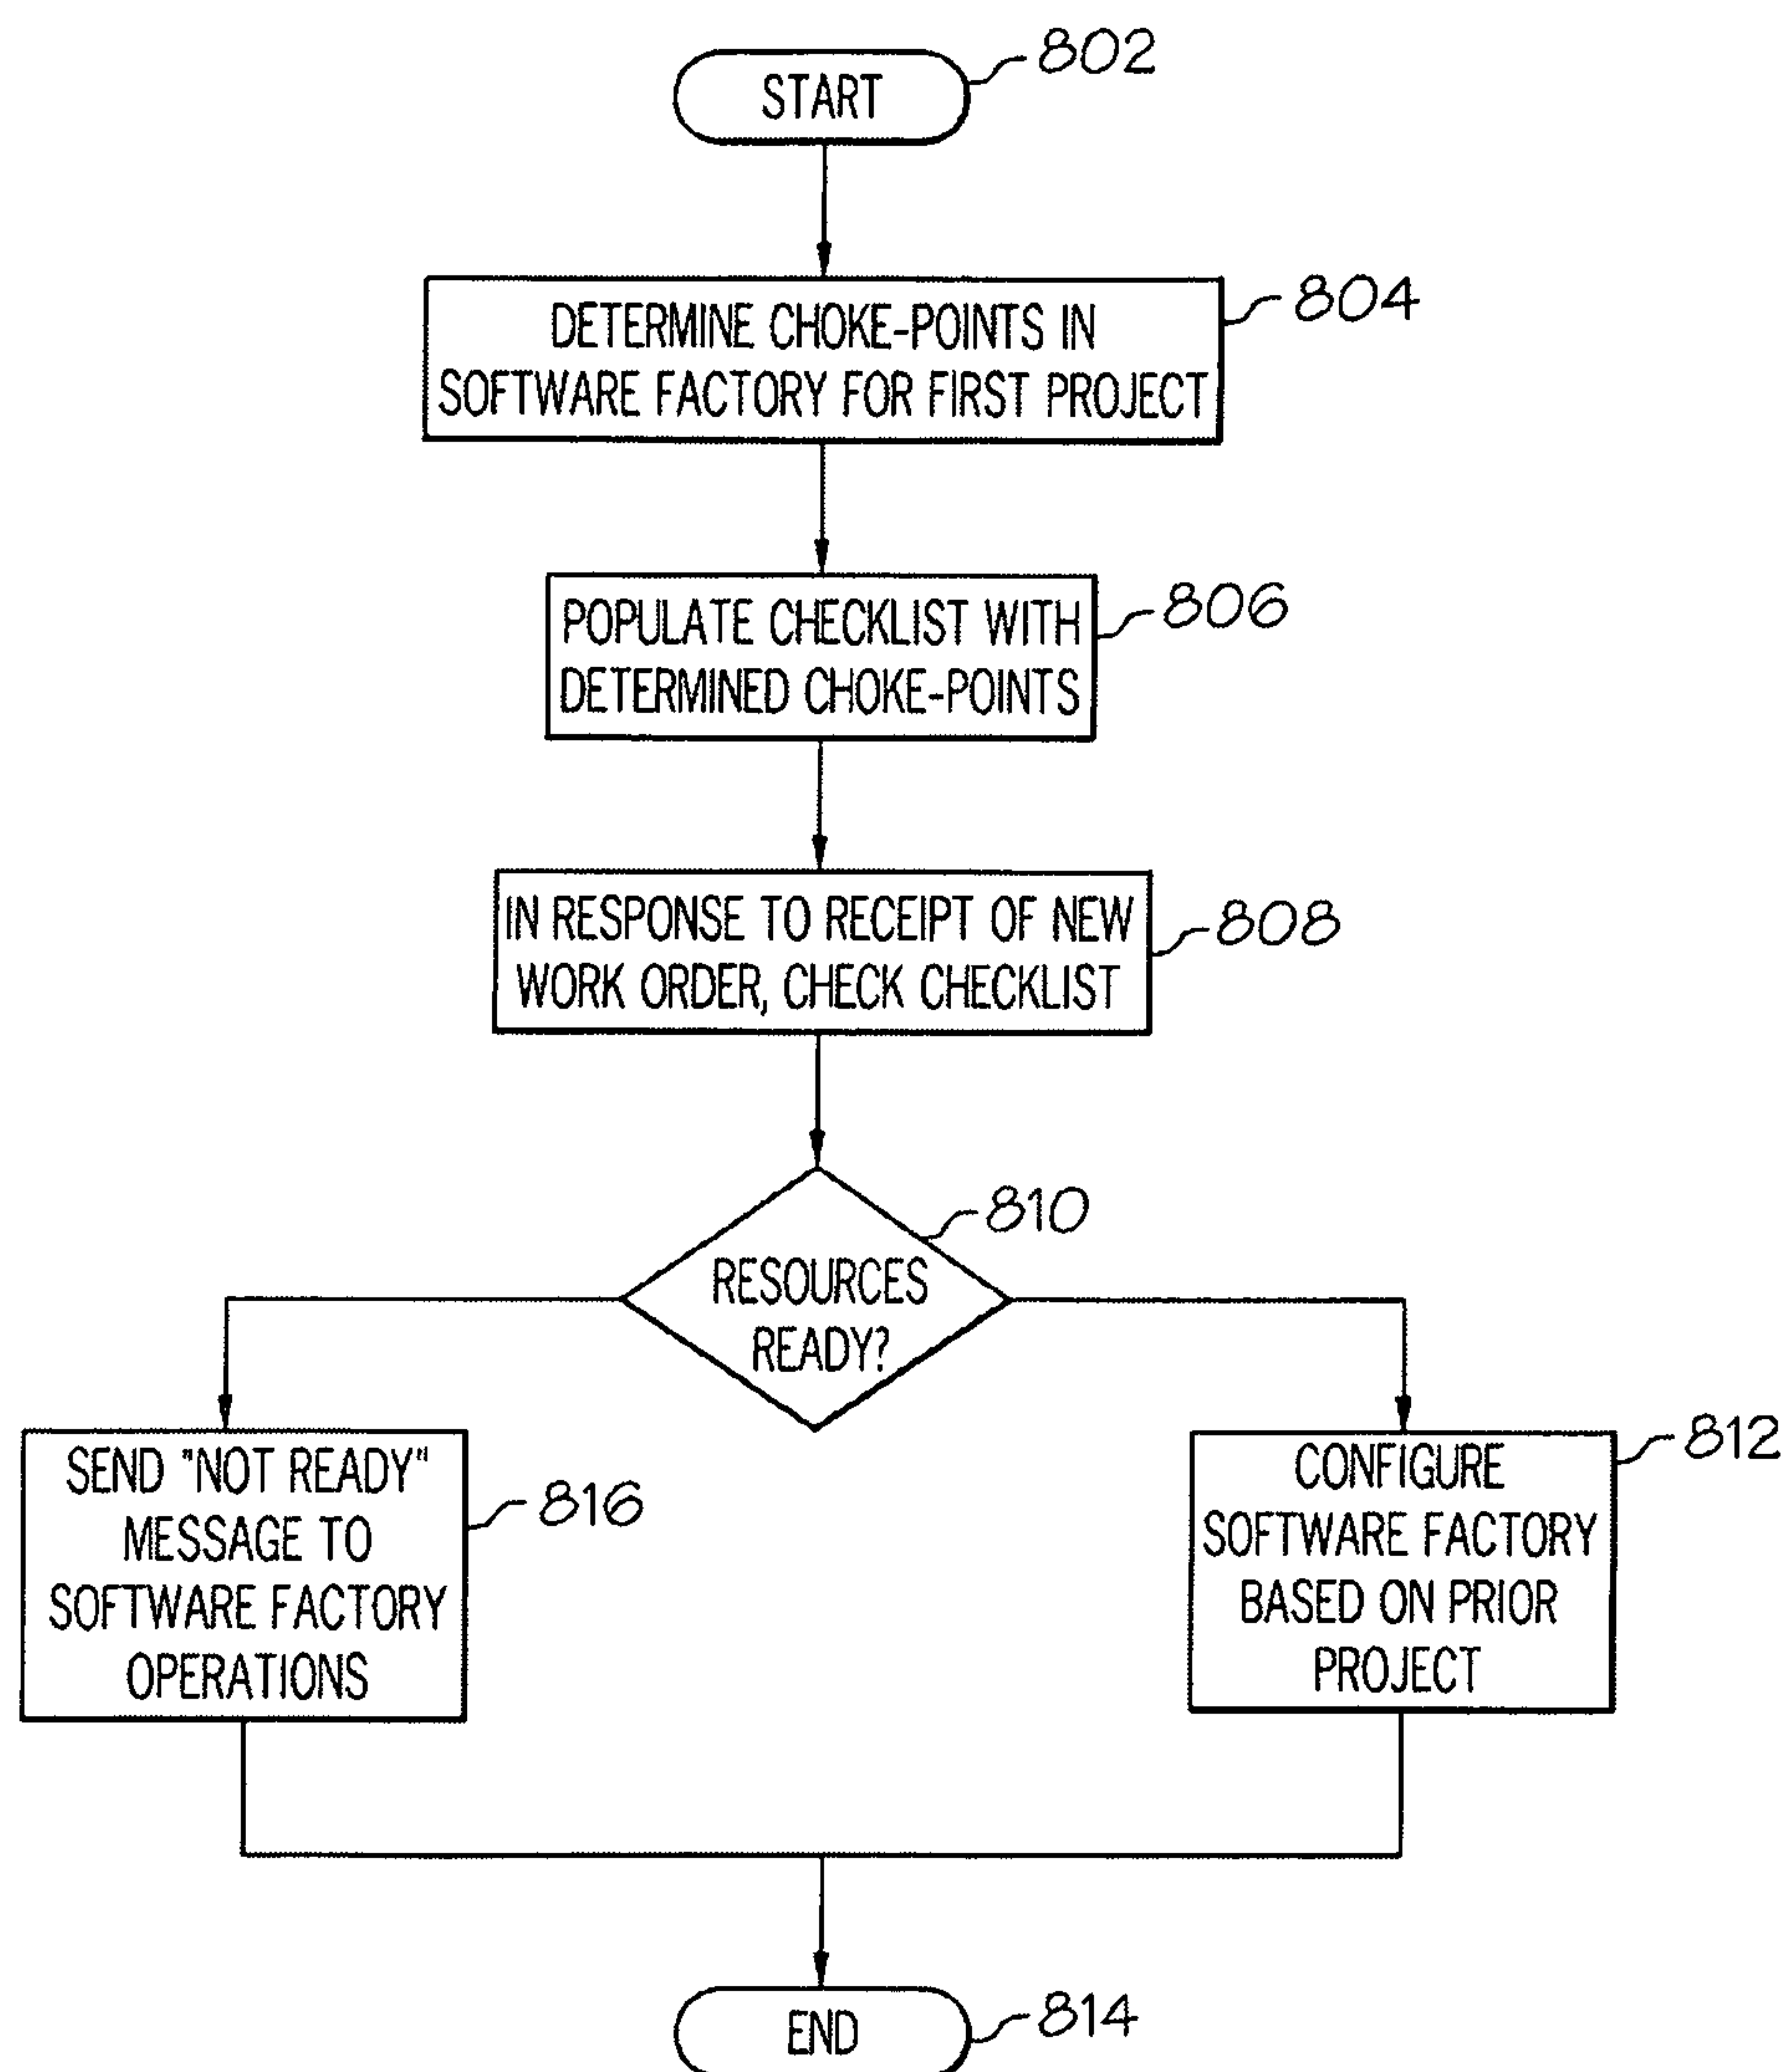 START
802
DETERMINE CHOKE-POINTS IN
SOFTWARE FACTORY FOR FIRST PROJECT
804
POPULATE CHECKLIST WITH
DETERMINED CHOKE-POINTS
806
IN RESPONSE TO RECEIPT OF NEW
WORK ORDER, CHECK CHECKLIST
808
RESOURCES
READY?
810
SEND "NOT READY"
MESSAGE TO
SOFTWARE FACTORY
OPERATIONS
816
CONFIGURE
SOFTWARE FACTORY
BASED ON PRIOR
PROJECT
812
END
814